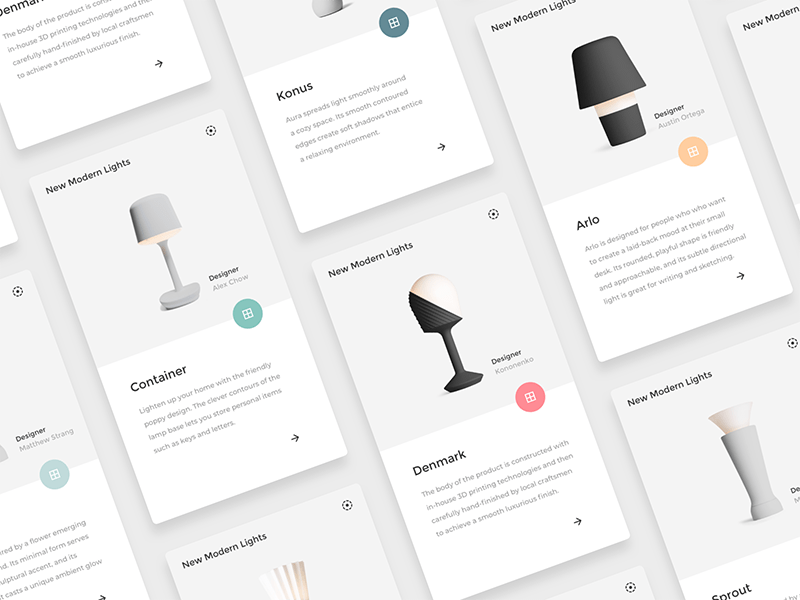 Denmark
The body of the product is constructed
in-house 3D printing technologies and then
carefully hand-finished by local craftsmen
to achieve a smooth luxurious finish.
Konus
Aura spreads light smoothly around
a cozy space. Its smooth contoured
edges create soft shadows that entice
a relaxing environment.
New Modern Lights
Designer
Austin Ortega
Arlo
Arlo is designed for people who who want
to create a laid-back mood at their small
desk. Its rounded, playful shape is friendly
and approachable, and its subtle directional
light is great for writing and sketching.
New Modern
New Modern Lights
Designer
Alex Chow
Container
Lighten up your home with the friendly
poppy design. The clever contours of the
lamp base lets you store personal items
such as keys and letters.
New Modern Lights
Designer
Kononenko
Denmark
The body of the product is constructed with
in-house 3D printing technologies and then
carefully hand-finished by local craftsmen
to achieve a smooth luxurious finish.
Designer
Matthew Strang
by a flower emerging
Its minimal form serves
accent, and its
casts a unique ambient glow
New Modern Lights
New Modern Lights
Sprout